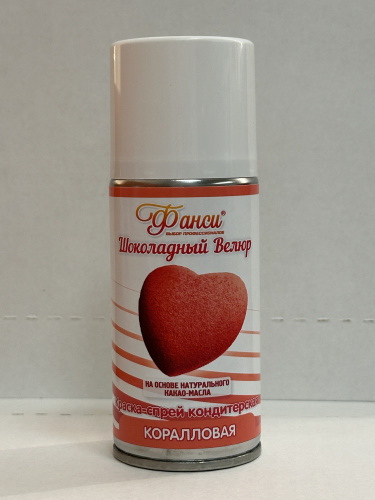 Фанси®
ВЫБОР ПРОФЕССИОНАЛОВ
Шоколадный Велюр
НА ОСНОВЕ НАТУРАЛЬНОГО
КАКАО-МАСЛА
краска-спрей кондитерская
КОРАЛЛОВАЯ